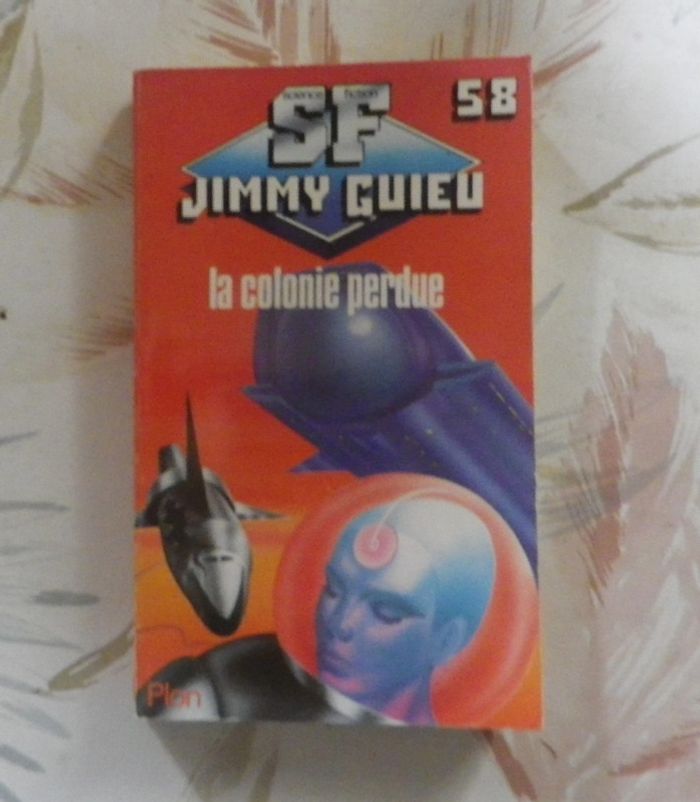 science fiction
SF
58
JIMMY GUIEU
la colonie perdue
Plon